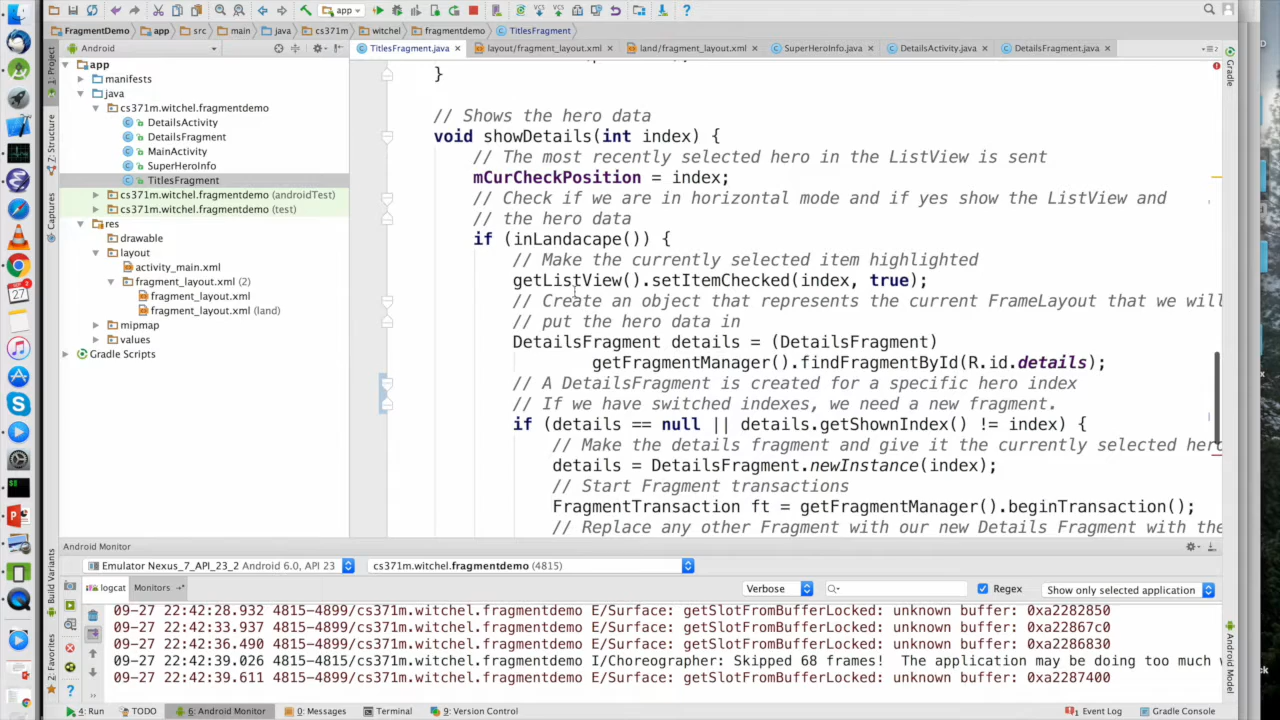 app
FragmentDemo app src main java cs371m witchel fragmentdemo TitlesFragment
Android
TitlesFragment.java layout/fragment_layout.xml land/fragment_layout.xml SuperHeroInfo.java DetailsActivity.java DetailsFragment.java
1: Project
7: Structure
Captures
Build Variants
2: Favorites
Gradle
Android Model
app
manifests
java
cs371m.witchel.fragmentdemo
DetailsActivity
DetailsFragment
MainActivity
SuperHeroInfo
TitlesFragment
cs371m.witchel.fragmentdemo (androidTest)
cs371m.witchel.fragmentdemo (test)
res
drawable
layout
activity_main.xml
fragment_layout.xml (2)
fragment_layout.xml
fragment_layout.xml (land)
mipmap
values
Gradle Scripts
}
// Shows the hero data
void showDetails(int index) {
// The most recently selected hero in the ListView is sent
mCurCheckPosition = index;
// Check if we are in horizontal mode and if yes show the ListView and
// the hero data
if (inLandacape()) {
// Make the currently selected item highlighted
getListView().setItemChecked(index, true);
// Create an object that represents the current FrameLayout that we will
// put the hero data in
DetailsFragment details = (DetailsFragment)
getFragmentManager().findFragmentById(R.id.details);
// A DetailsFragment is created for a specific hero index
// If we have switched indexes, we need a new fragment.
if (details == null || details.getShownIndex() != index) {
// Make the details fragment and give it the currently selected hero
details = DetailsFragment.newInstance(index);
// Start Fragment transactions
FragmentTransaction ft = getFragmentManager().beginTransaction();
// Replace any other Fragment with our new Details Fragment with the
Android Monitor
Emulator Nexus_7_API_23_2 Android 6.0, API 23 cs371m.witchel.fragmentdemo (4815)
logcat Monitors Verbose Regex Show only selected application
09-27 22:42:28.932 4815-4899/cs371m.witchel.fragmentdemo E/Surface: getSlotFromBufferLocked: unknown buffer: 0xa2282850
09-27 22:42:33.937 4815-4899/cs371m.witchel.fragmentdemo E/Surface: getSlotFromBufferLocked: unknown buffer: 0xa22867c0
09-27 22:42:36.490 4815-4899/cs371m.witchel.fragmentdemo E/Surface: getSlotFromBufferLocked: unknown buffer: 0xa2286830
09-27 22:42:39.026 4815-4815/cs371m.witchel.fragmentdemo I/Choreographer: Skipped 68 frames! The application may be doing too much
09-27 22:42:39.611 4815-4899/cs371m.witchel.fragmentdemo E/Surface: getSlotFromBufferLocked: unknown buffer: 0xa2287400
4: Run TODO 6: Android Monitor 0: Messages Terminal 9: Version Control 1 Event Log Gradle Console